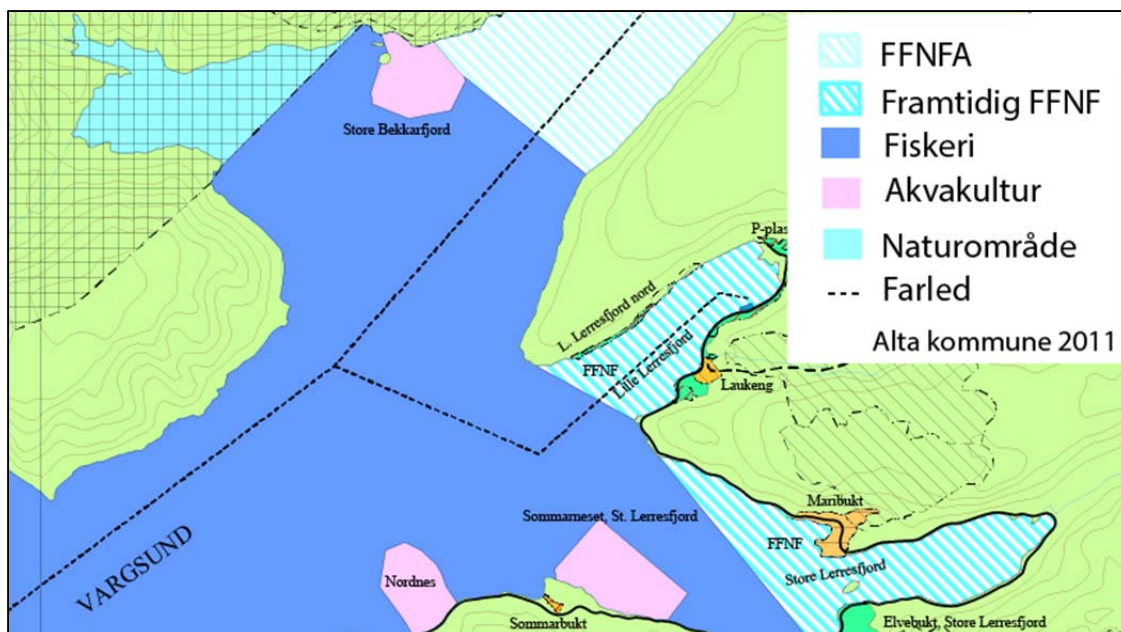 FFNFA
Framtidig FFNF
Fiskeri
Akvakultur
Naturområde
Farled
Alta kommune 2011
Store Bekkarfjord
P-plas
L. Lerresfjord nord
FFNF
Lille Lerresfjord
Laukeng
Maribukt
Sommarneset, St. Lerresfjord
FFNF
Store Lerresfjord
VARGSUND
Nordnes
Sommarbukt
Elvebukt, Store Lerresfjord